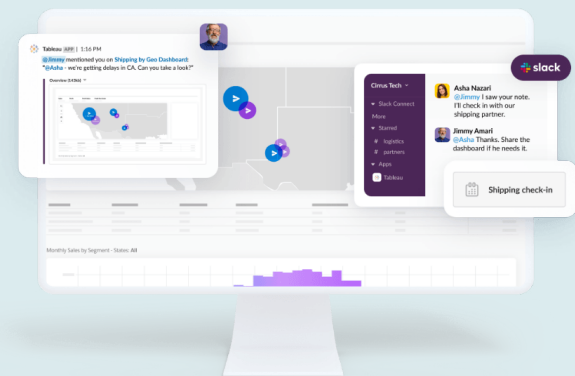 Tableau APP | 1:16 PM
@Jimmy mentioned you on Shipping by Geo Dashboard:
"@Asha - we're getting delays in CA. Can you take a look?"
Overview (145kb)
slack
Cirrus Tech
Slack Connect
More
Starred
# logistics
# partners
Apps
Tableau
Asha Nazari
@Jimmy I saw your note.
I'll check in with our
shipping partner.
Jimmy Amari
@Asha Thanks. Share the
dashboard if he needs it.
Shipping check-in
Monthly Sales by Segment - States: All